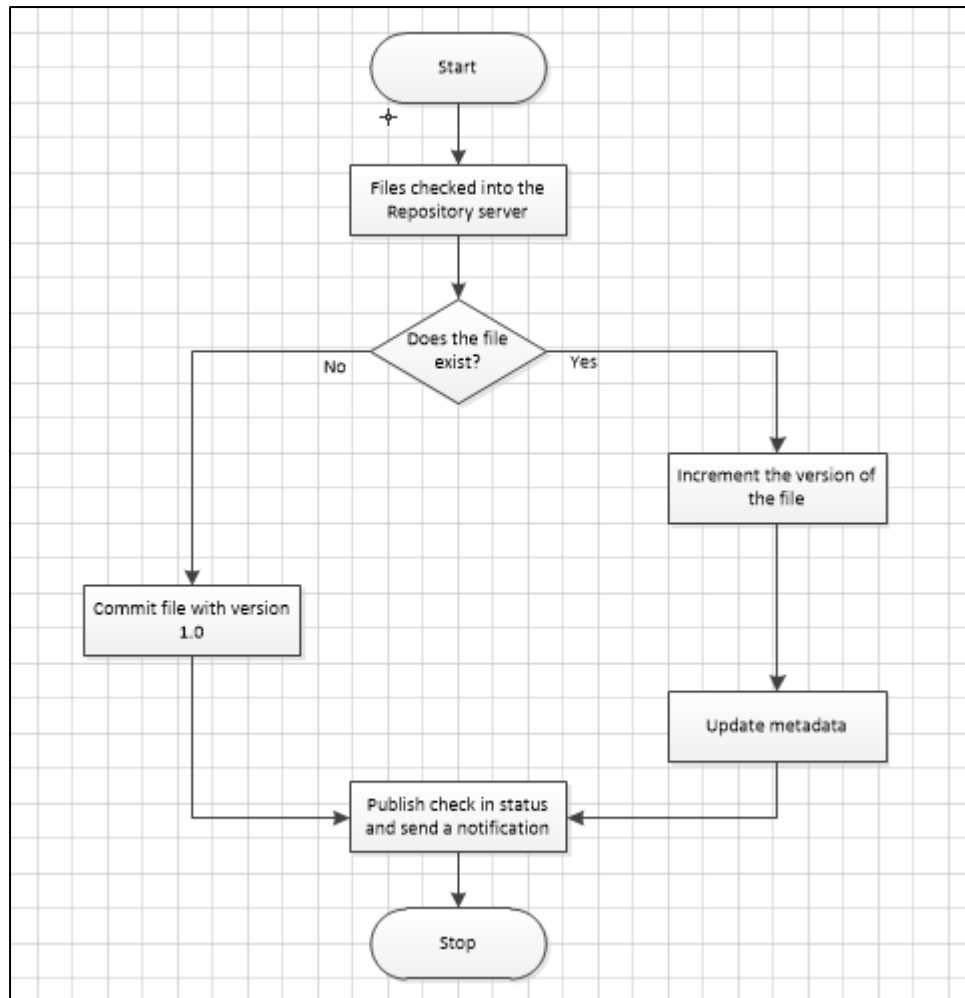 Start
Files checked into the
Repository server
Does the file
exist?
No
Yes
Increment the version of
the file
Commit file with version
1.0
Update metadata
Publish check in status
and send a notification
Stop